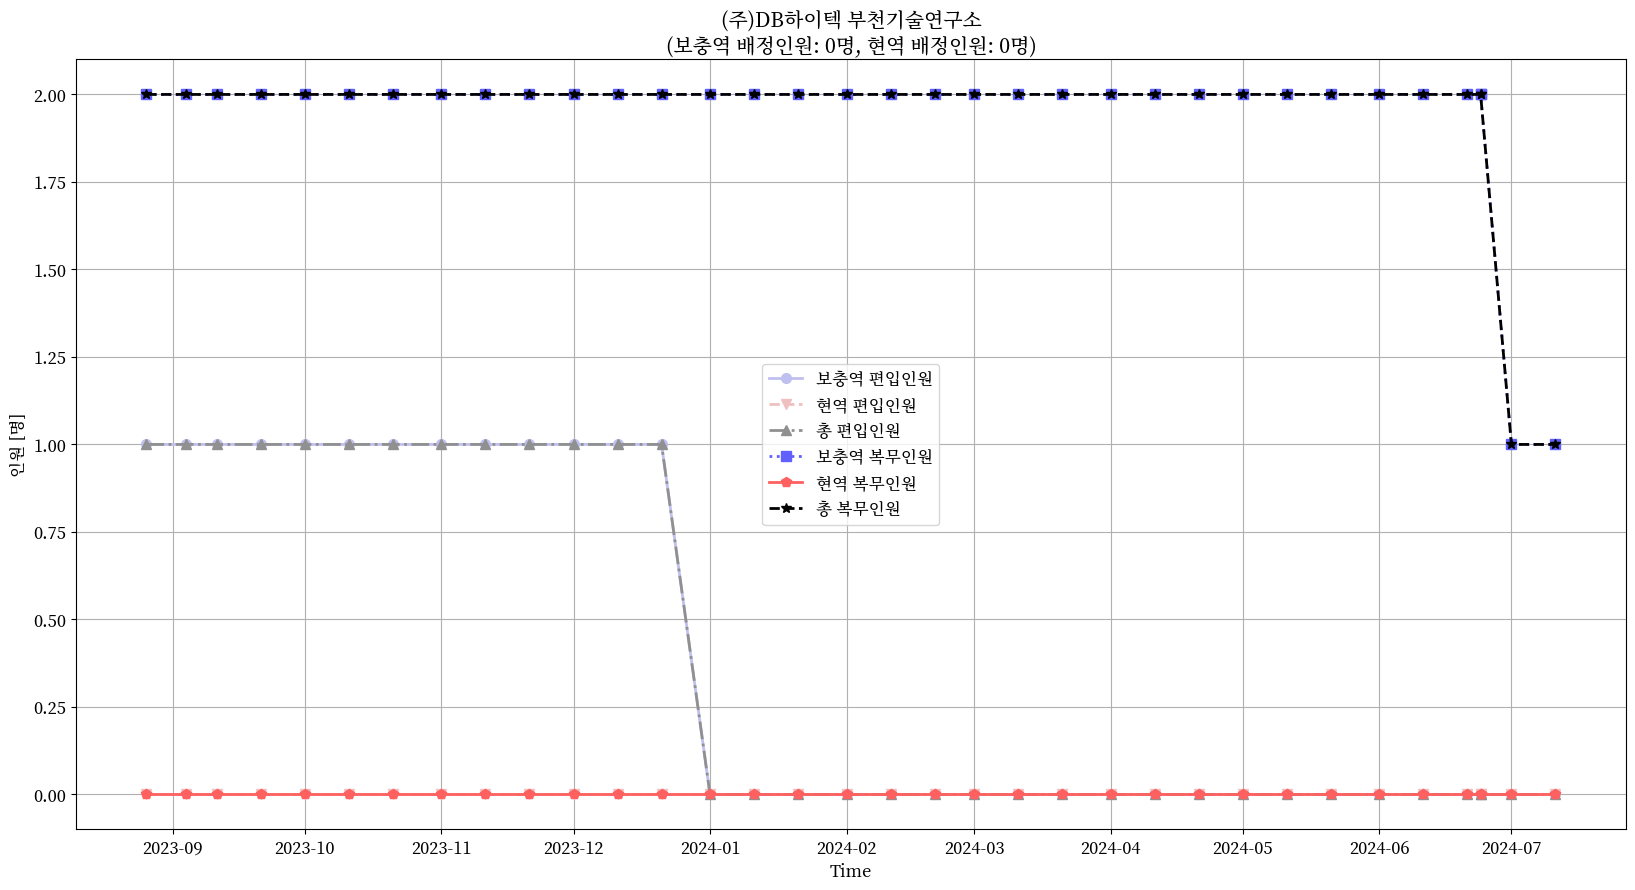 (주)DB하이텍 부천기술연구소
(보충역 배정인원: 0명, 현역 배정인원: 0명)
2.00
1.75
1.50
1.25
1.00
0.75
0.50
0.25
0.00
인원 [명]
보충역 편입인원
현역 편입인원
총 편입인원
보충역 복무인원
현역 복무인원
총 복무인원
2023-09 2023-10 2023-11 2023-12 2024-01 2024-02 2024-03 2024-04 2024-05 2024-06 2024-07
Time